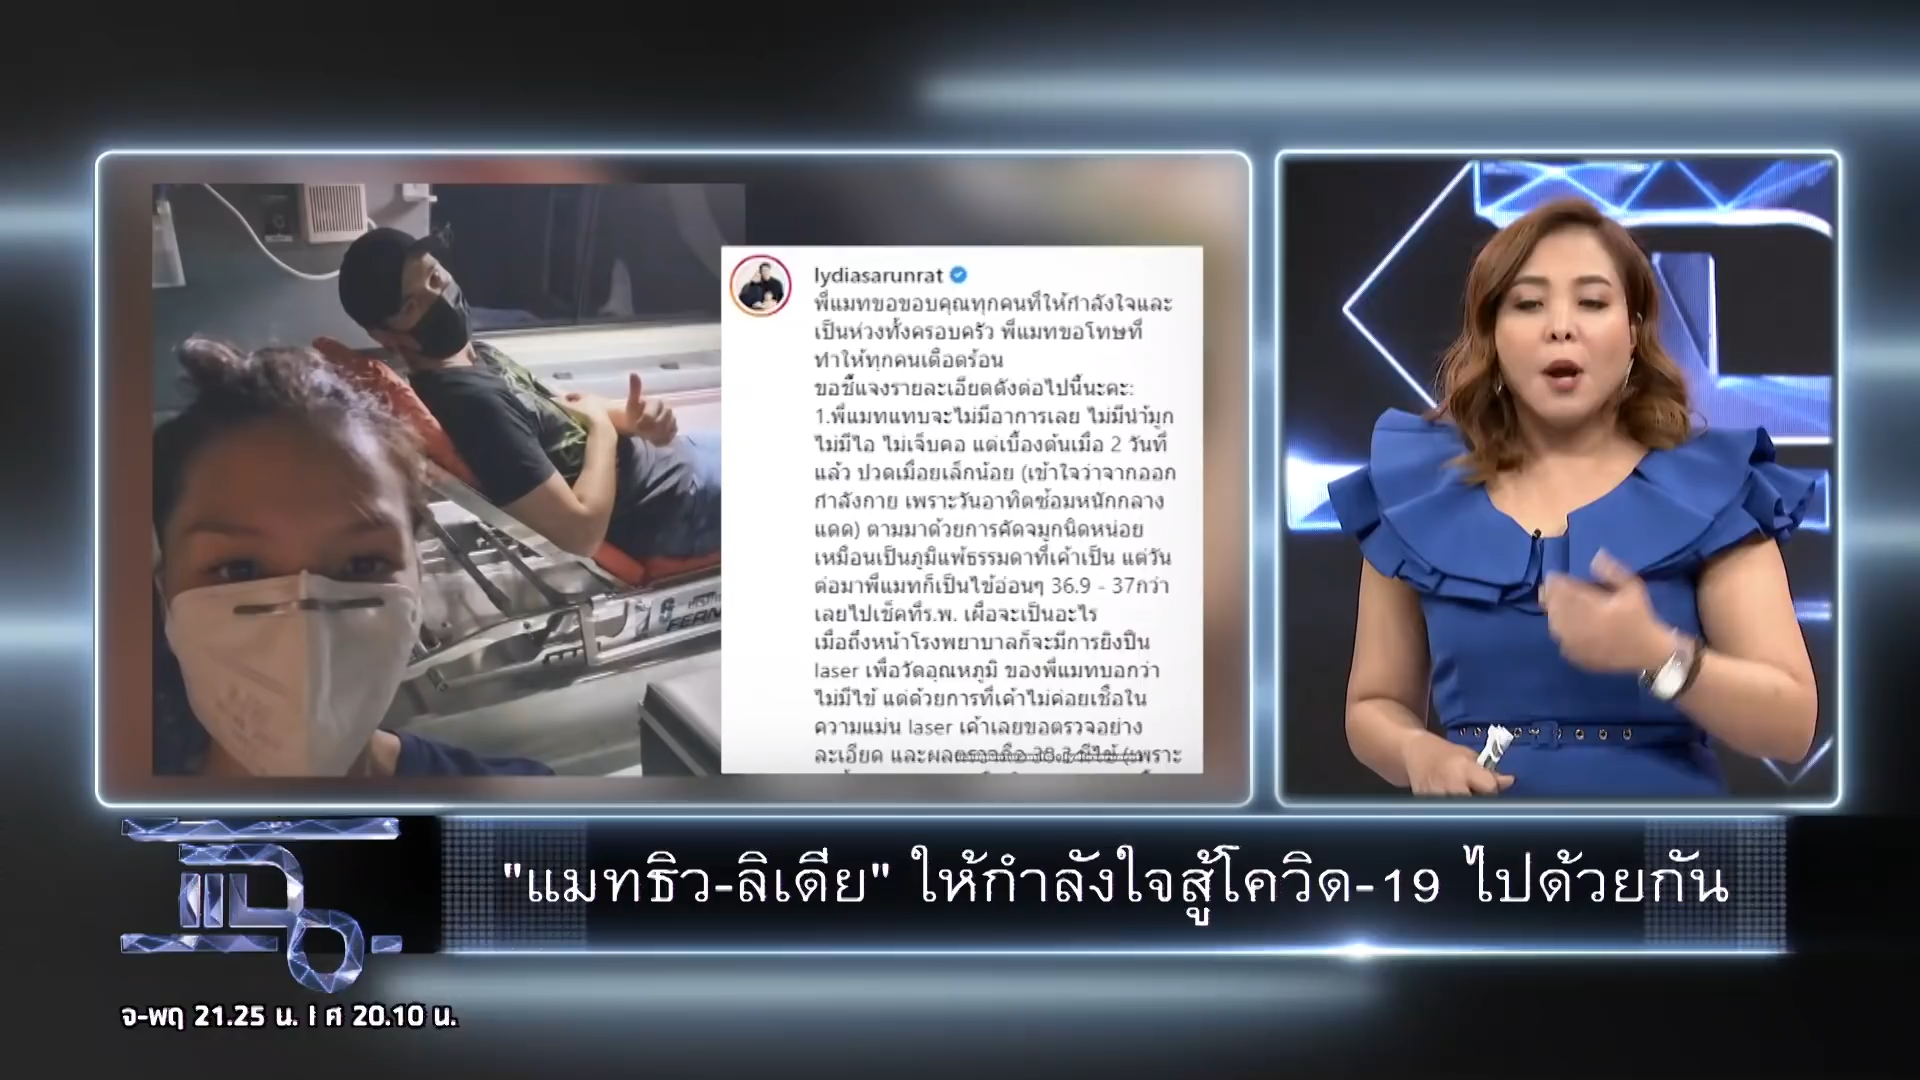 lydiasarunrat
พี่แมทขอขอบคุณทุกคนที่ให้กำลังใจและ
เป็นห่วงทั้งครอบครัว พี่แมทขอโทษที่
ทำให้ทุกคนเดือดร้อน
ขอชี้แจงรายละเอียดดังต่อไปนี้นะคะ:
1.พี่แมทแทบจะไม่มีอาการเลย ไม่มีน้ำมูก
ไม่มีไอ ไม่เจ็บคอ แต่เบื้องต้นเมื่อ 2 วันที่
แล้ว ปวดเมื่อยเล็กน้อย (เข้าใจว่าจากออก
กำลังกาย เพราะวันอาทิตซ้อมหนักกลาง
แดด) ตามมาด้วยการคัดจมูกนิดหน่อย
เหมือนเป็นภูมิแพ้ธรรมดาที่เค้าเป็น แต่วัน
ต่อมาพี่แมทก็เป็นไข้อ่อนๆ 36.9 - 37กว่า
เลยไปเช็คที่ร.พ. เผื่อจะเป็นอะไร
เมื่อถึงหน้าโรงพยาบาลก็จะมีการยิงปืน
laser เพื่อวัดอุณหภูมิ ของพี่แมทบอกว่า
ไม่มีไข้ แต่ด้วยการที่เค้าไม่ค่อยเชื่อใน
ความแม่น laser เค้าเลยขอตรวจอย่าง
ละเอียด และผลตรวจคือ
FERN
แฉ
"แมทธิว-ลิเดีย" ให้กำลังใจสู้โควิด-19 ไปด้วยกัน
จ-พฤ 21.25 น. | ศ 20.10 น.